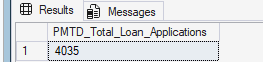 Results Messages
PMTD_Total_Loan_Applications
1 4035